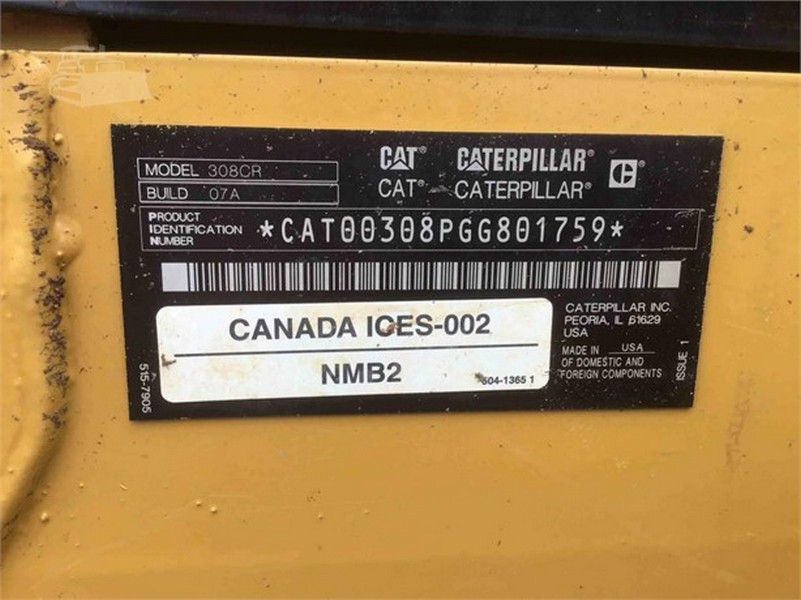 MODEL 308CR
BUILD 07A
CAT® CATERPILLAR® C
CAT® CATERPILLAR®
PRODUCT
IDENTIFICATION
NUMBER
*CAT00308PGG801759*
CANADA ICES-002
NMB2
504-1365 1
CATERPILLAR INC.
PEORIA, IL 61629
USA
MADE IN USA
OF DOMESTIC AND
FOREIGN COMPONENTS
515-7905
ISSUE 1